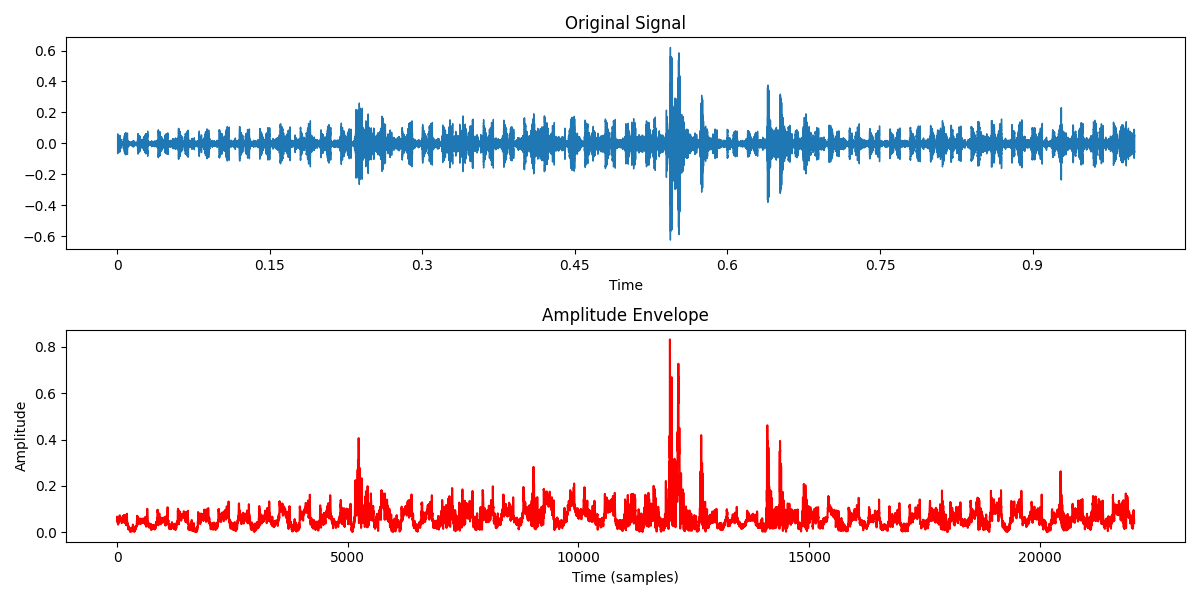 Original Signal
0.6
0.4
0.2
0.0
−0.2
−0.4
−0.6
0 0.15 0.3 0.45 0.6 0.75 0.9
Time
Amplitude Envelope
Amplitude
0.8
0.6
0.4
0.2
0.0
0 5000 10000 15000 20000
Time (samples)